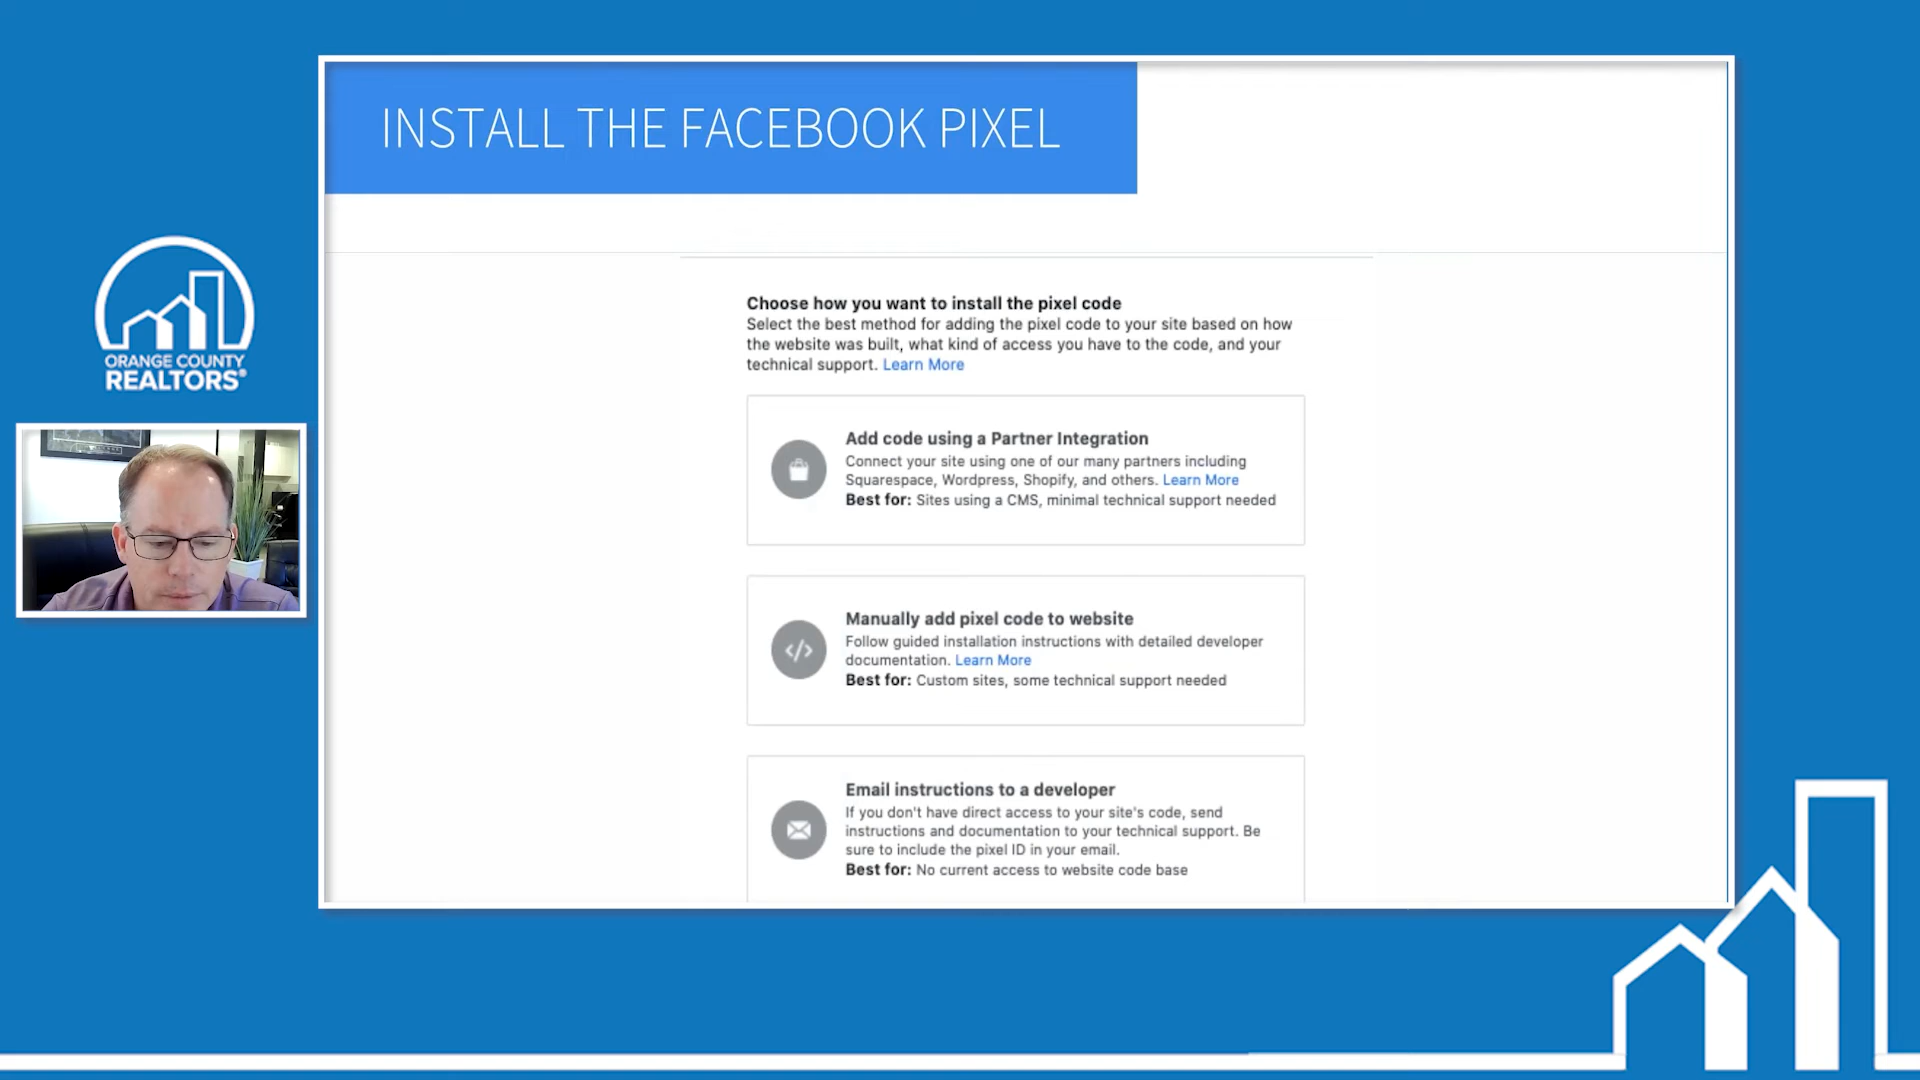 INSTALL THE FACEBOOK PIXEL
ORANGE COUNTY
REALTORS®
Choose how you want to install the pixel code
Select the best method for adding the pixel code to your site based on how
the website was built, what kind of access you have to the code, and your
technical support. Learn More
Add code using a Partner Integration
Connect your site using one of our many partners including
Squarespace, Wordpress, Shopify, and others. Learn More
Best for: Sites using a CMS, minimal technical support needed
Manually add pixel code to website
Follow guided installation instructions with detailed developer
documentation. Learn More
Best for: Custom sites, some technical support needed
Email instructions to a developer
If you don't have direct access to your site's code, send
instructions and documentation to your technical support. Be
sure to include the pixel ID in your email.
Best for: No current access to website code base